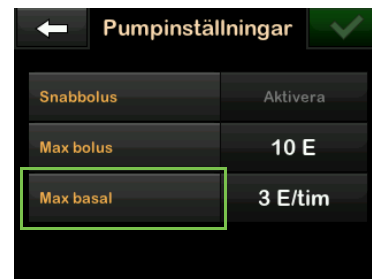 Pumpinställningar
Snabbolus Aktivera
Max bolus 10 E
Max basal 3 E/tim